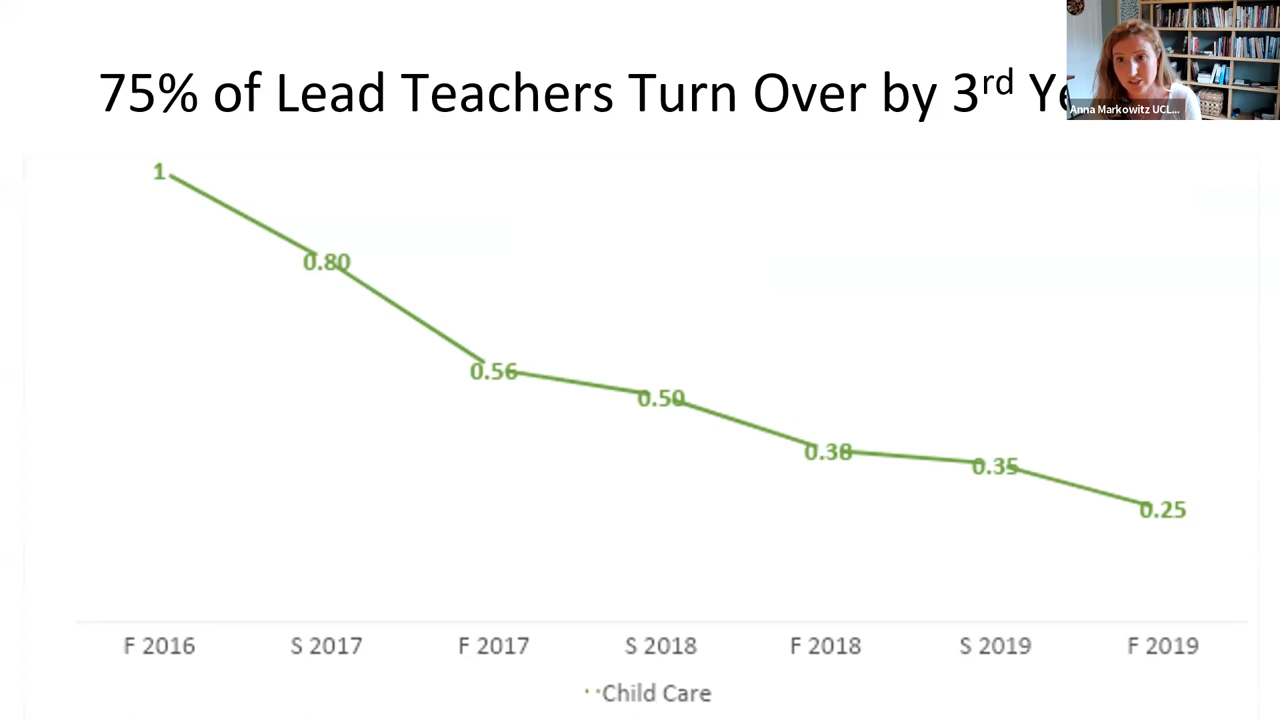 75% of Lead Teachers Turn Over by 3rd Ye
Anna Markowitz UCL...
1
0.80
0.56
0.50
0.38
0.35
0.25
F 2016 S 2017 F 2017 S 2018 F 2018 S 2019 F 2019
Child Care